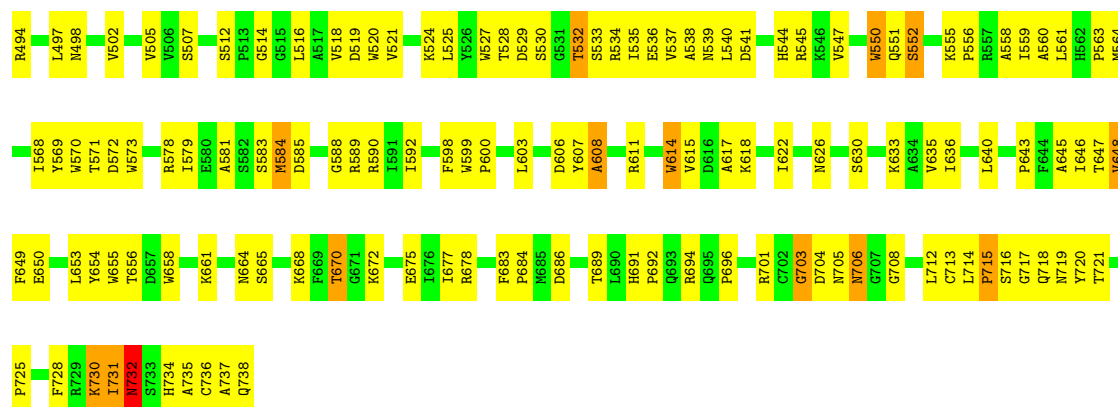 R494 L497 N498 V502 V505 V506 S507 S512 P513 G514 G515 L516 A517 V518 D519 W520 V521 K524 L525 Y526 W527 T528 D529 S530 G531 T532 S533 R534 I535 E536 V537 A538 N539 L540 D541 H544 R545 K546 V547 W550 Q551 S552 K555 P556 R557 A558 I559 A560 L561 H562 P563 M564
I568 Y569 W570 T571 D572 W573 R578 I579 E580 A581 S582 S583 M584 D585 G588 R589 R590 I591 I592 F598 W599 P600 L603 D606 Y607 A608 R611 W614 V615 D616 A617 K618 I622 N626 S630 K633 A634 V635 I636 L640 P643 F644 A645 I646 T647 V648
F649 E650 L653 Y654 W655 T656 D657 W658 K661 N664 S665 K668 F669 T670 G671 K672 E675 I676 I677 R678 F683 P684 M685 D686 T689 L690 H691 P692 Q693 R694 Q695 P696 R701 C702 G703 D704 N705 N706 G707 G708 L712 C713 L714 P715 S716 G717 Q718 N719 Y720 T721
P725 F728 R729 K730 I731 N732 S733 H734 A735 C736 A737 Q738